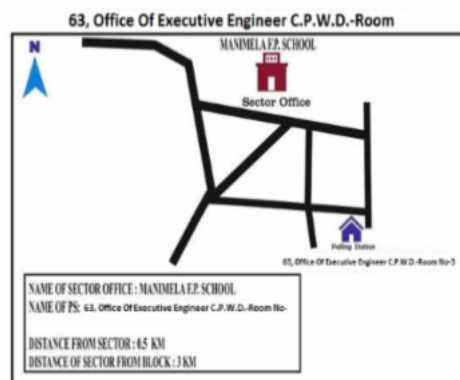 63, Office Of Executive Engineer C.P.W.D.-Room
N
MANIMELA F.P. SCHOOL
Sector Office
Polling Station
63, Office Of Executive Engineer C.P.W.D.-Room No-3
NAME OF SECTOR OFFICE : MANIMELA F.P. SCHOOL
NAME OF PS: 63, Office Of Executive Engineer C.P.W.D.-Room No-
DISTANCE FROM SECTOR : 0.5 KM
DISTANCE OF SECTOR FROM BLOCK : 3 KM